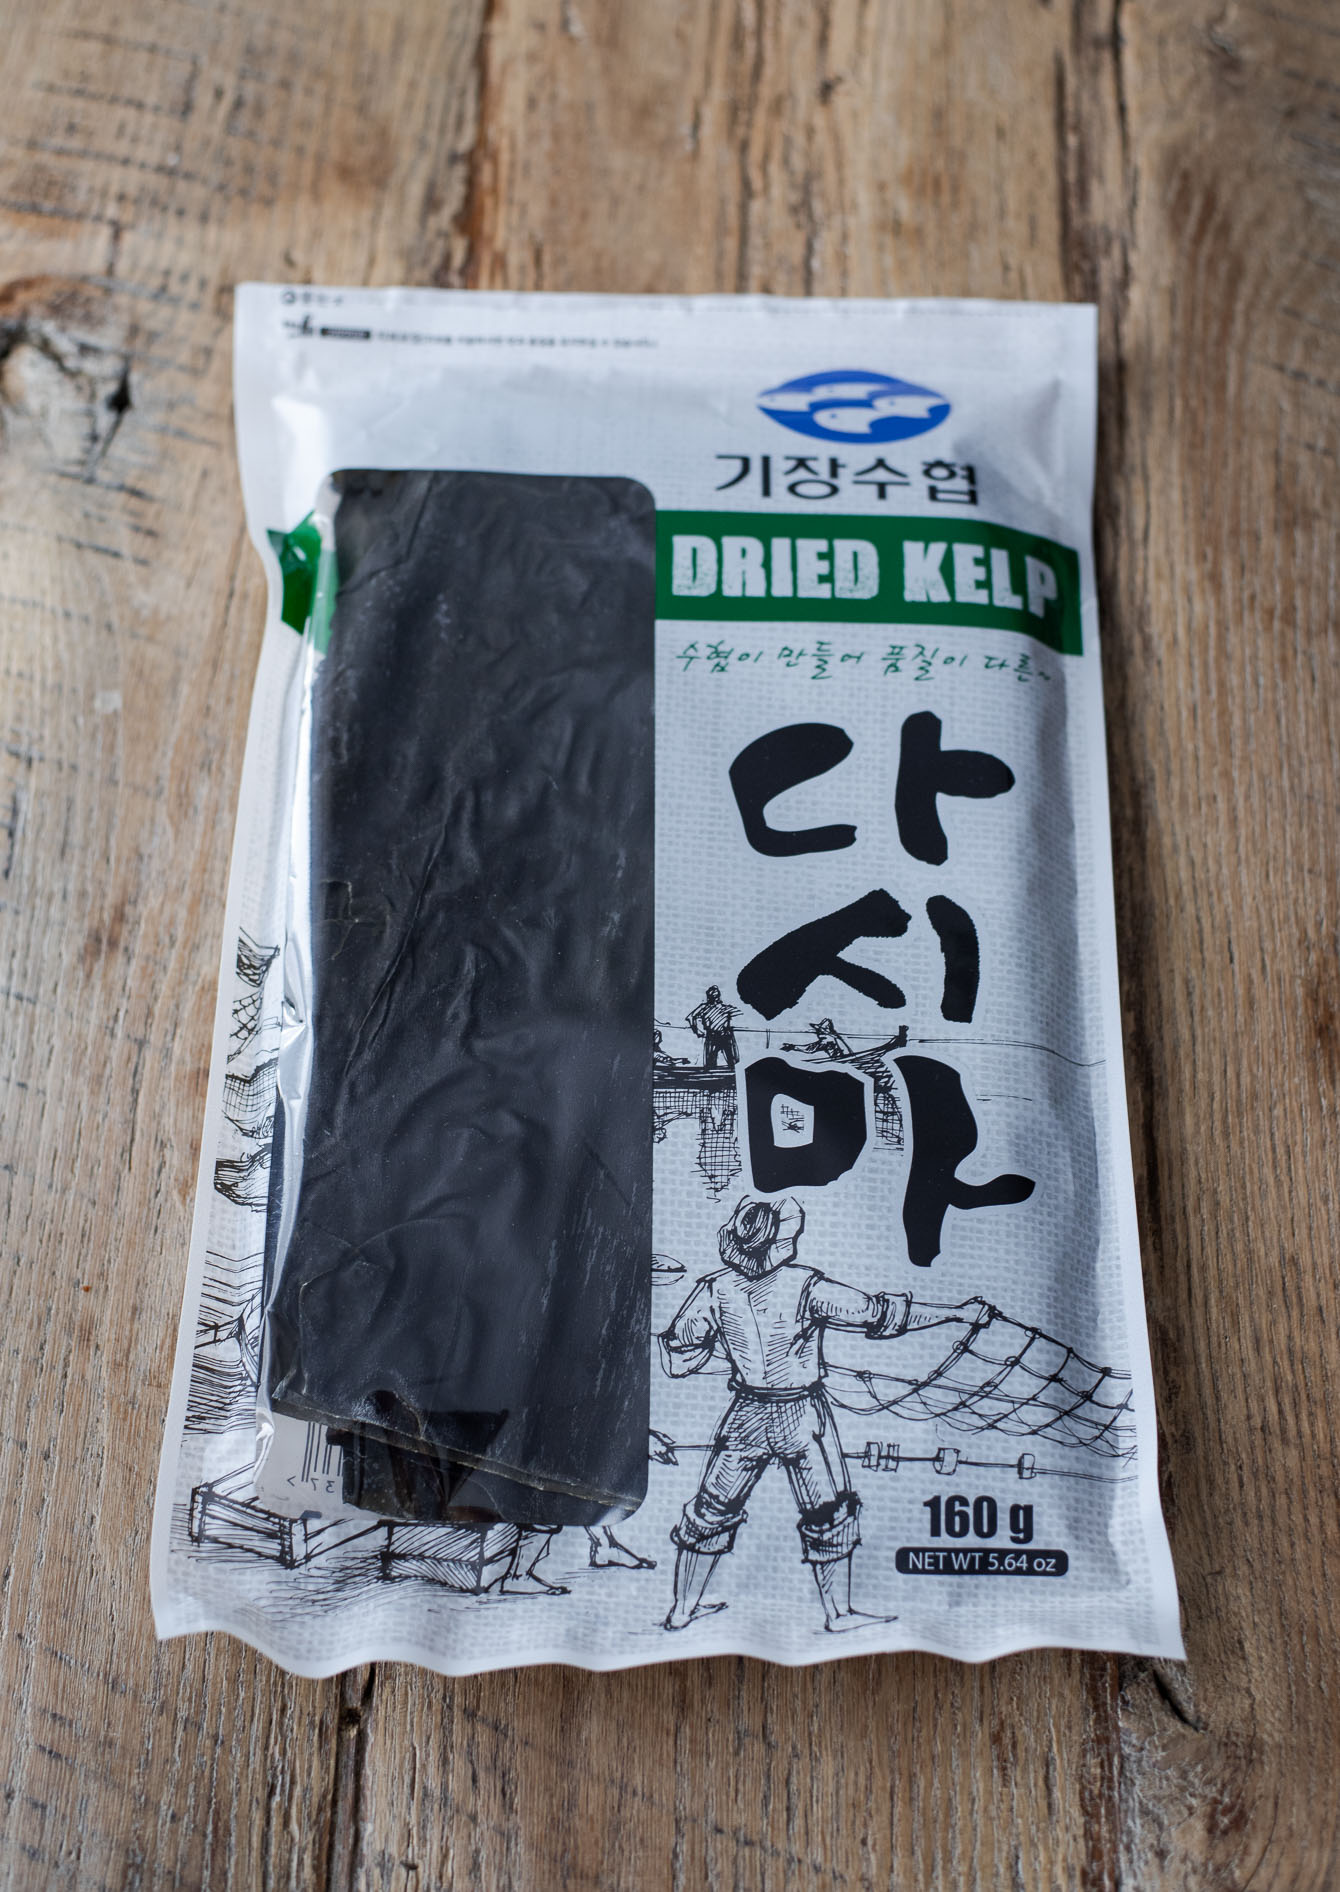 기장수협
DRIED KELP
수협이 만들어 품질이 다른~
다
시
마
37>
160 g
NET WT 5.64 oz